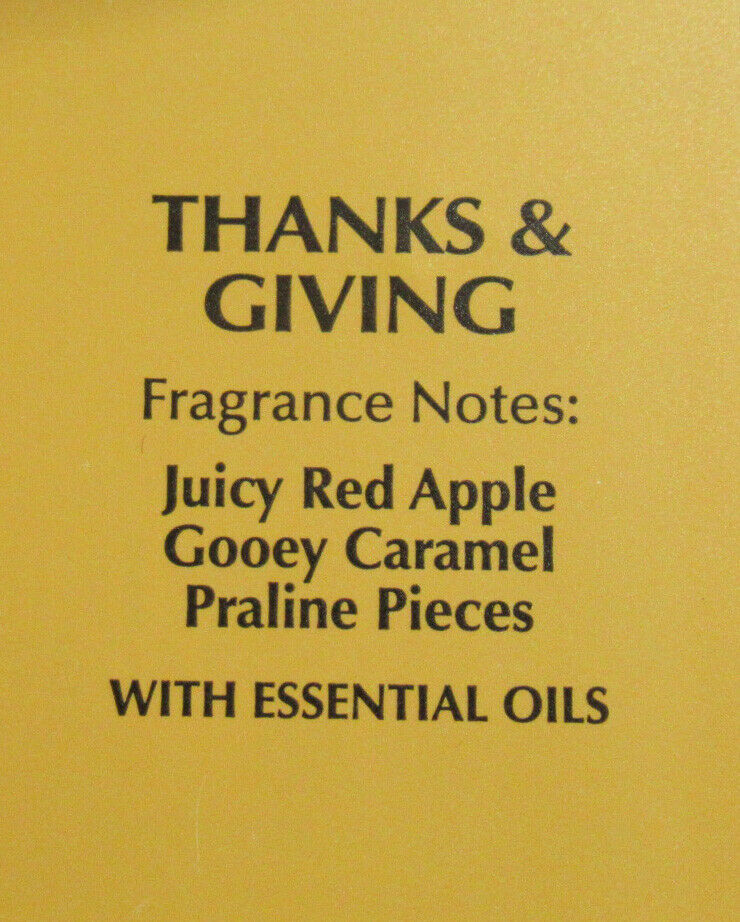 THANKS &
GIVING
Fragrance Notes:
Juicy Red Apple
Gooey Caramel
Praline Pieces
WITH ESSENTIAL OILS